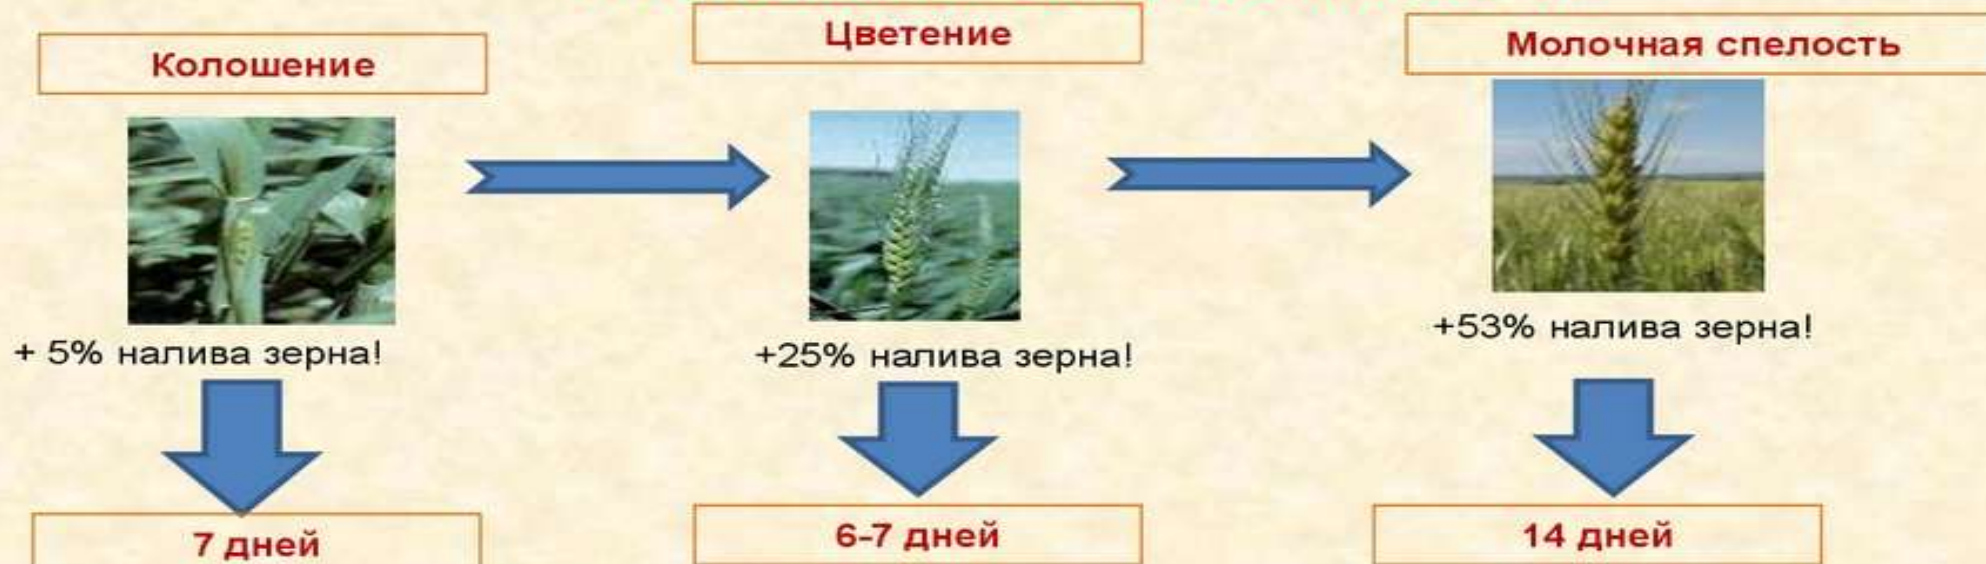 Колошение
Цветение
Молочная спелость
+ 5% налива зерна!
+25% налива зерна!
+53% налива зерна!
7 дней
6-7 дней
14 дней